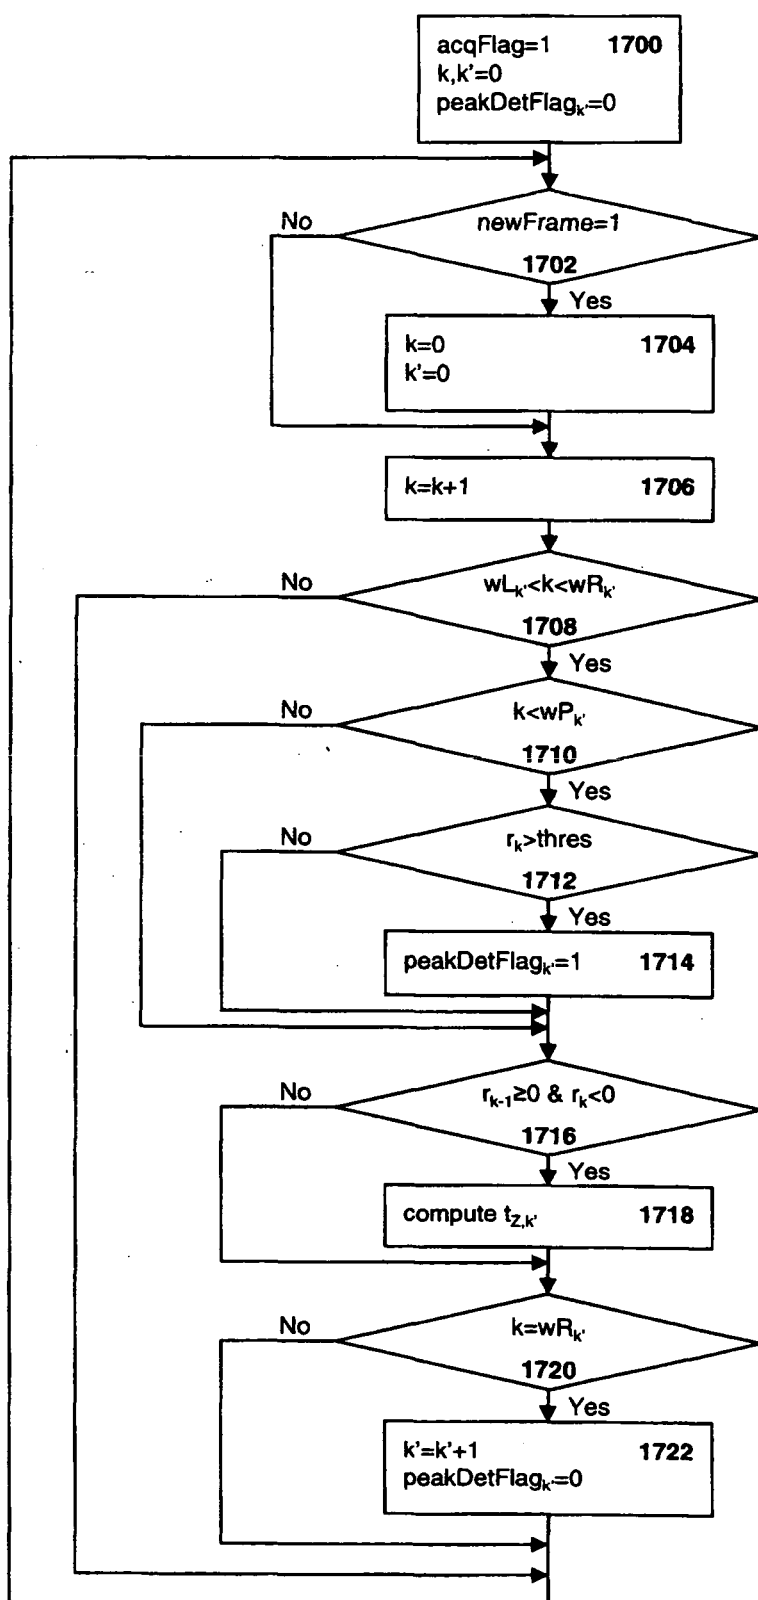 acqFlag=1 1700
k,k'=0
peakDetFlagₖ'=0
newFrame=1
No
1702
Yes
k=0 1704
k'=0
k=k+1 1706
No
wLₖ'<k<wRₖ'
1708
Yes
No
k<wPₖ'
1710
Yes
No
rₖ>thres
1712
Yes
peakDetFlagₖ'=1 1714
No
rₖ₋₁≥0 & rₖ<0
1716
Yes
compute t_Z,k' 1718
No
k=wRₖ'
1720
Yes
k'=k'+1 1722
peakDetFlagₖ'=0